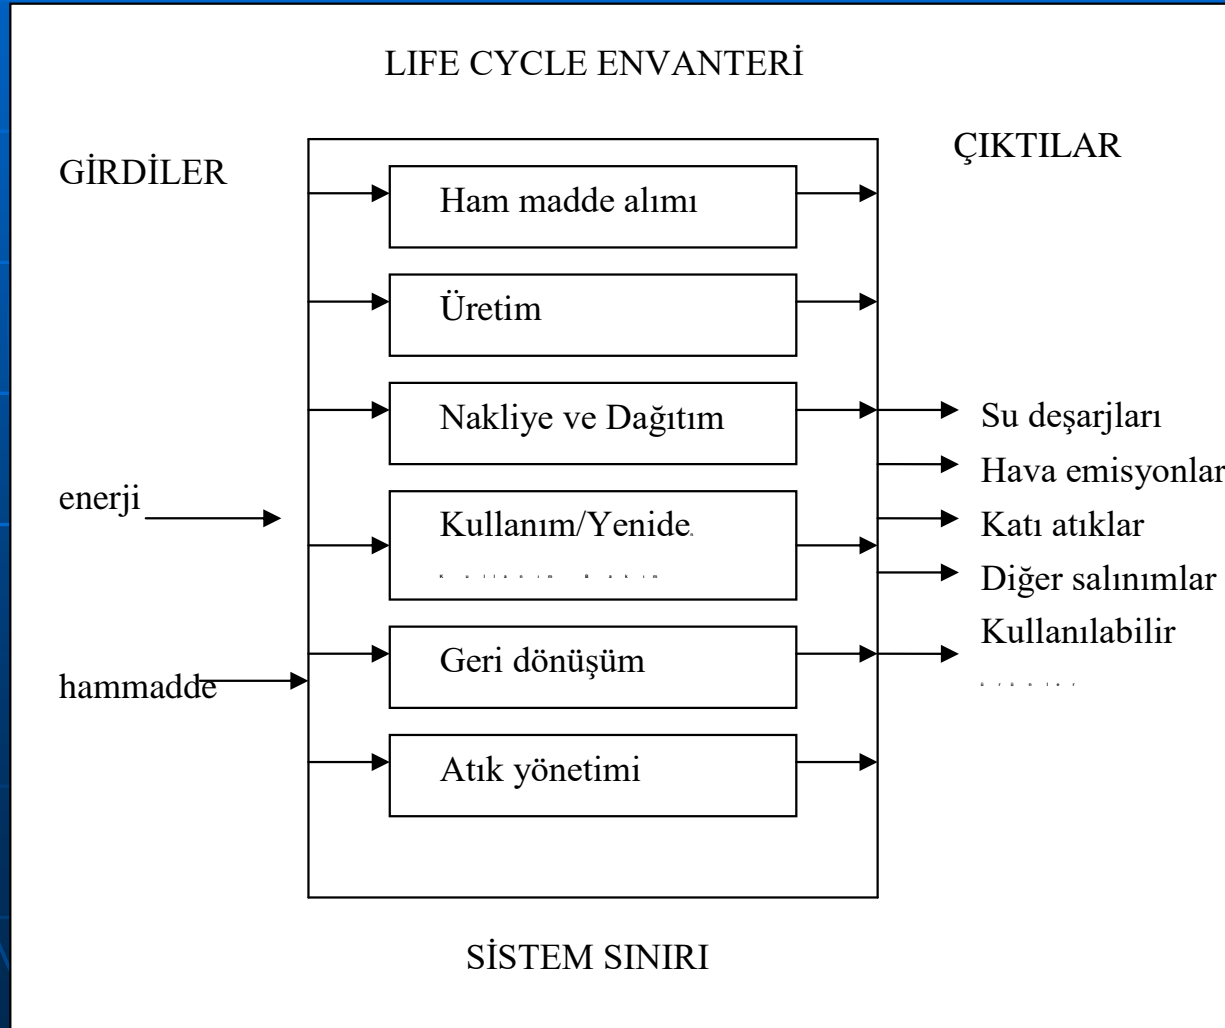 LIFE CYCLE ENVANTERİ
GİRDİLER
ÇIKTILAR
Ham madde alımı
Üretim
Nakliye ve Dağıtım
Kullanım/Yenide
Geri dönüşüm
Atık yönetimi
enerji
hammadde
Su deşarjları
Hava emisyonlar
Katı atıklar
Diğer salınımlar
Kullanılabilir
SİSTEM SINIRI